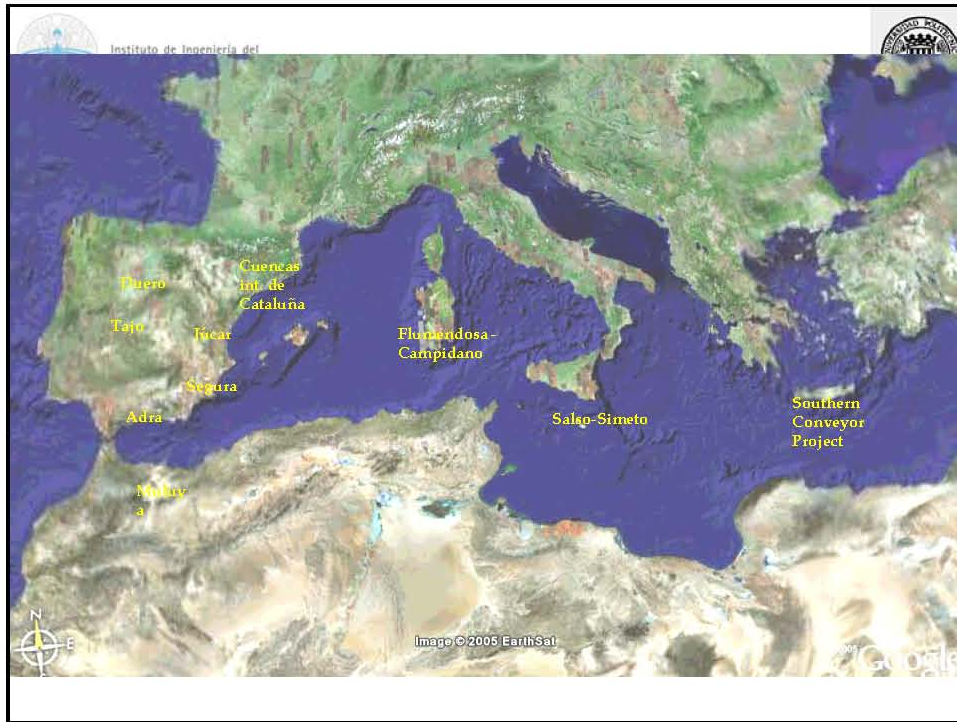 Instituto de Ingeniería del
Cuencas
int. de
Cataluña
Duero
Tajo
Júcar
Flumendosa-
Campidano
Segura
Adra
Salso-Simeto
Southern
Conveyor
Project
Muluy
a
N
E
Image © 2005 EarthSat
2005
Google